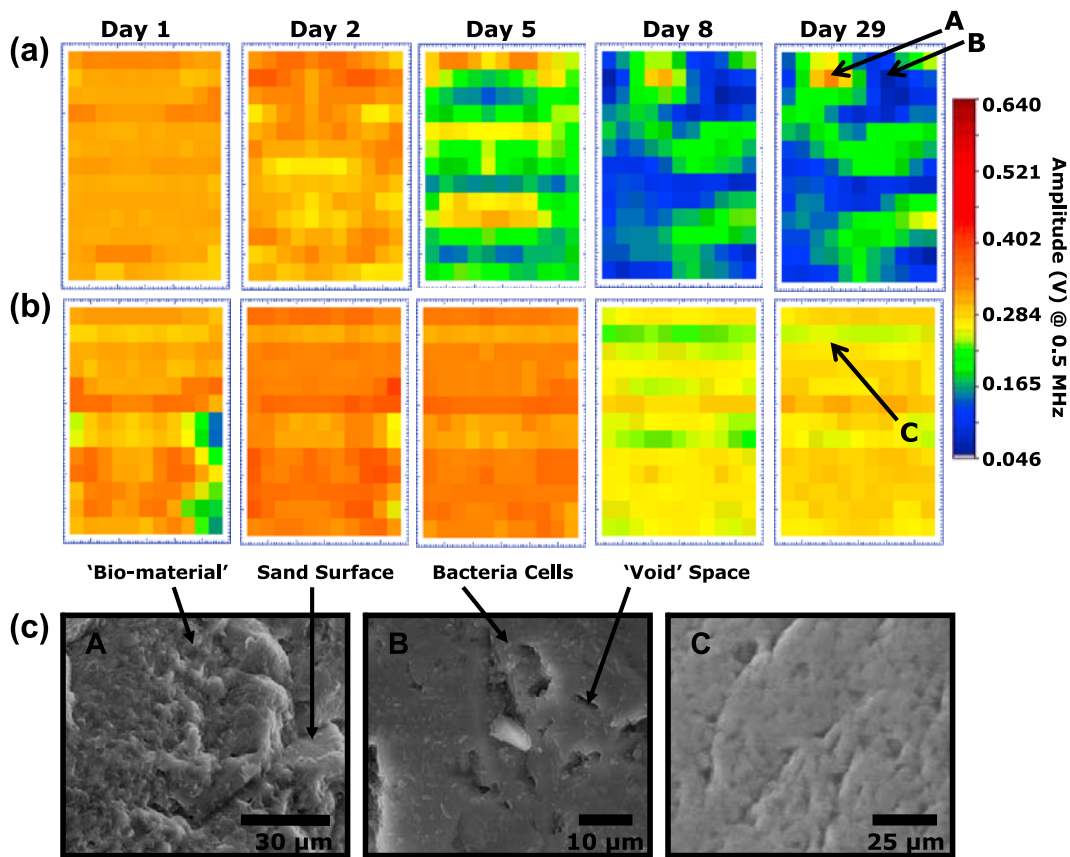 Day 1 Day 2 Day 5 Day 8 Day 29
(a)
A
B
0.640
0.521
0.402
0.284
0.165
0.046
Amplitude (V) @ 0.5 MHz
(b)
C
'Bio-material' Sand Surface Bacteria Cells 'Void' Space
(c)
A B C
30 µm 10 µm 25 µm